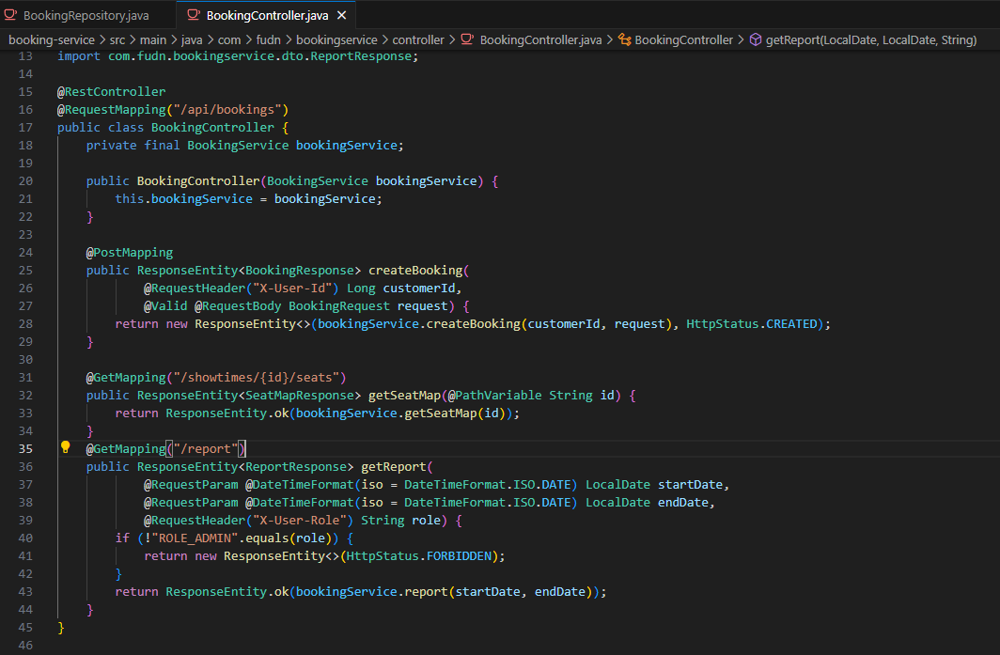 BookingRepository.java BookingController.java ×
booking-service > src > main > java > com > fudn > bookingservice > controller > BookingController.java > BookingController > getReport(LocalDate, LocalDate, String)
13 import com.fudn.bookingservice.dto.ReportResponse;
14
15 @RestController
16 @RequestMapping("/api/bookings")
17 public class BookingController {
18     private final BookingService bookingService;
19
20     public BookingController(BookingService bookingService) {
21         this.bookingService = bookingService;
22     }
23
24     @PostMapping
25     public ResponseEntity<BookingResponse> createBooking(
26             @RequestHeader("X-User-Id") Long customerId,
27             @Valid @RequestBody BookingRequest request) {
28         return new ResponseEntity<>(bookingService.createBooking(customerId, request), HttpStatus.CREATED);
29     }
30
31     @GetMapping("/showtimes/{id}/seats")
32     public ResponseEntity<SeatMapResponse> getSeatMap(@PathVariable String id) {
33         return ResponseEntity.ok(bookingService.getSeatMap(id));
34     }
35     @GetMapping("/report")
36     public ResponseEntity<ReportResponse> getReport(
37             @RequestParam @DateTimeFormat(iso = DateTimeFormat.ISO.DATE) LocalDate startDate,
38             @RequestParam @DateTimeFormat(iso = DateTimeFormat.ISO.DATE) LocalDate endDate,
39             @RequestHeader("X-User-Role") String role) {
40         if (!"ROLE_ADMIN".equals(role)) {
41             return new ResponseEntity<>(HttpStatus.FORBIDDEN);
42         }
43         return ResponseEntity.ok(bookingService.report(startDate, endDate));
44     }
45 }
46